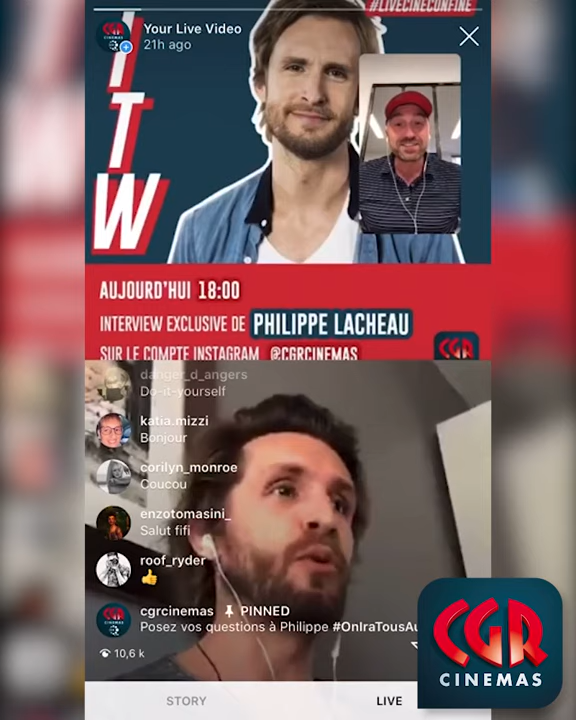 #LIVECINECONFINE
Your Live Video
21h ago
ITW
AUJOURD'HUI 18:00
INTERVIEW EXCLUSIVE DE PHILIPPE LACHEAU
SUR LE COMPTE INSTAGRAM @CGRCINEMAS
CGR
danger_d_angers
Do-it-yourself
katia.mizzi
Bonjour
corilyn_monroe
Coucou
enzotomasini_
Salut fifi
roof_ryder
👍
cgrcinemas PINNED
Posez vos questions à Philippe #OnIraTousAu
10,6 k
STORY LIVE
CGR
CINEMAS